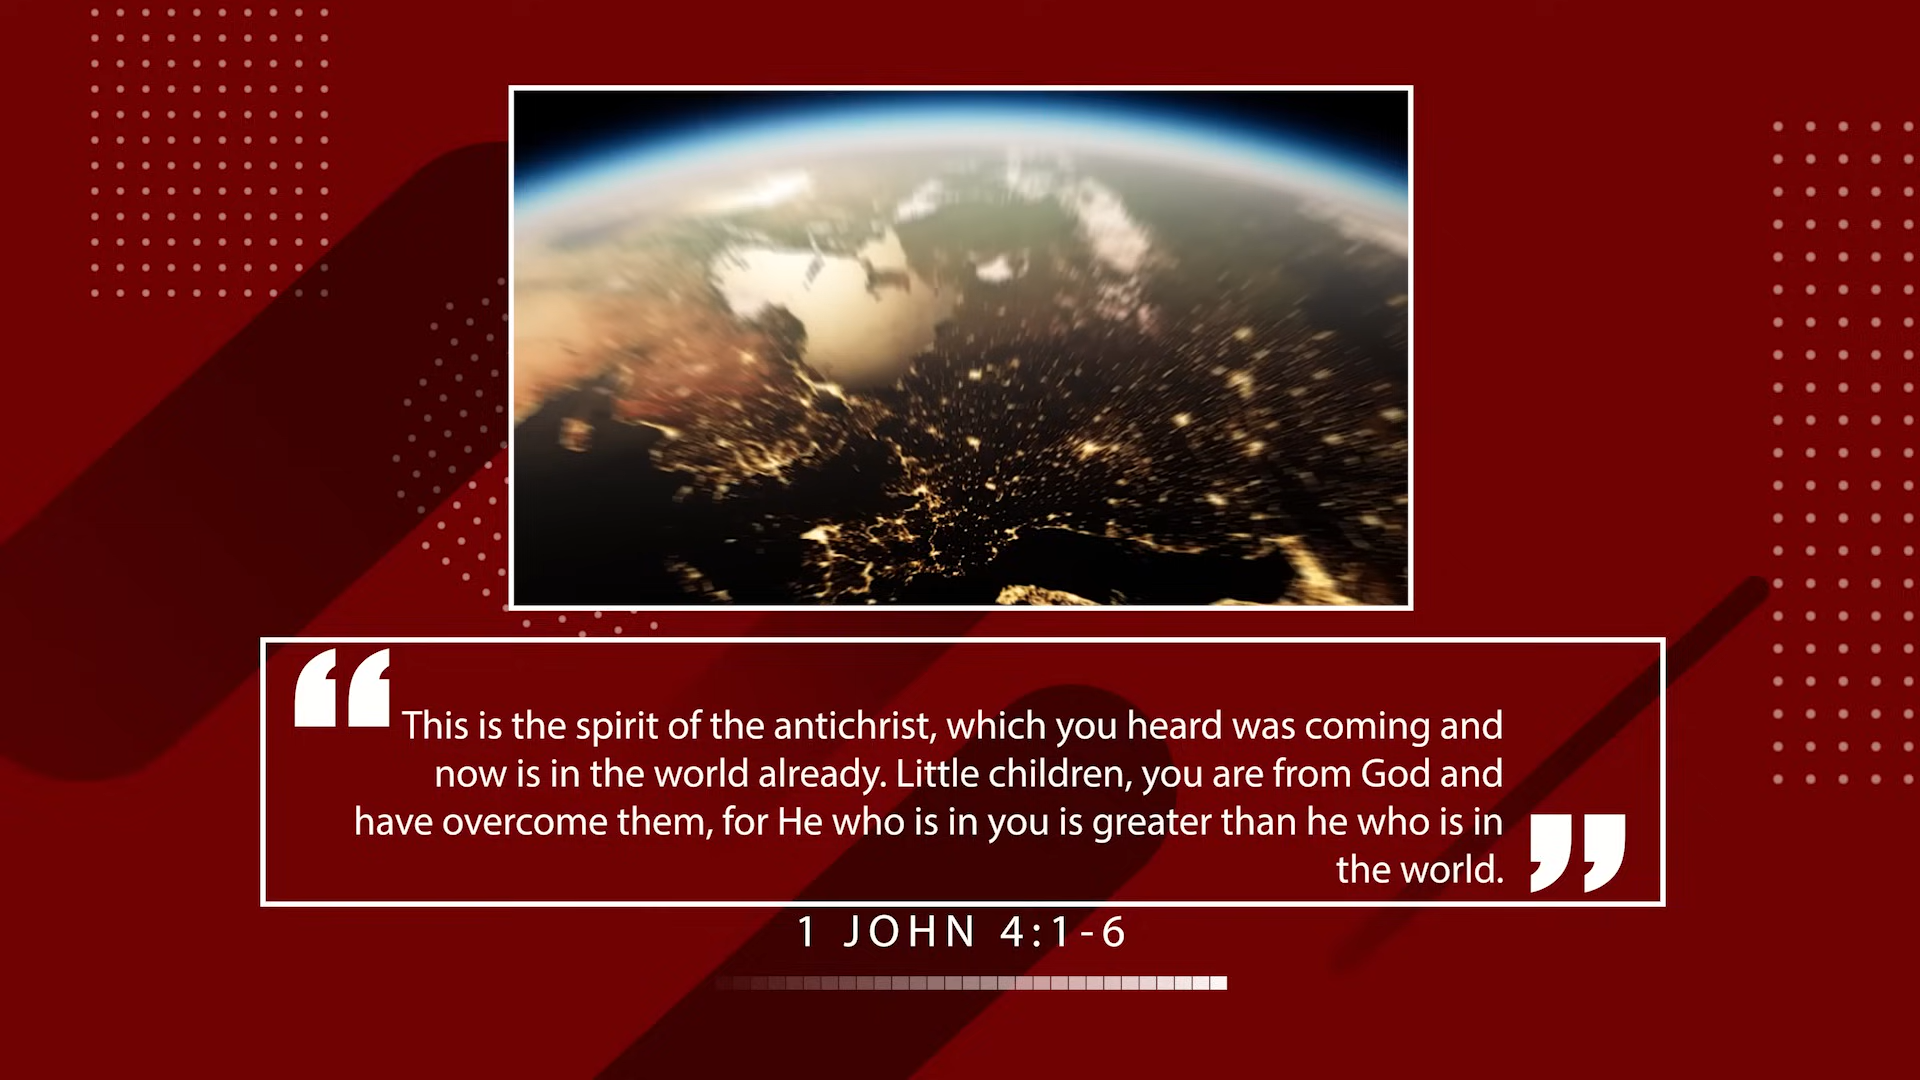 “This is the spirit of the antichrist, which you heard was coming and
now is in the world already. Little children, you are from God and
have overcome them, for He who is in you is greater than he who is in
the world.”
1 JOHN 4:1-6